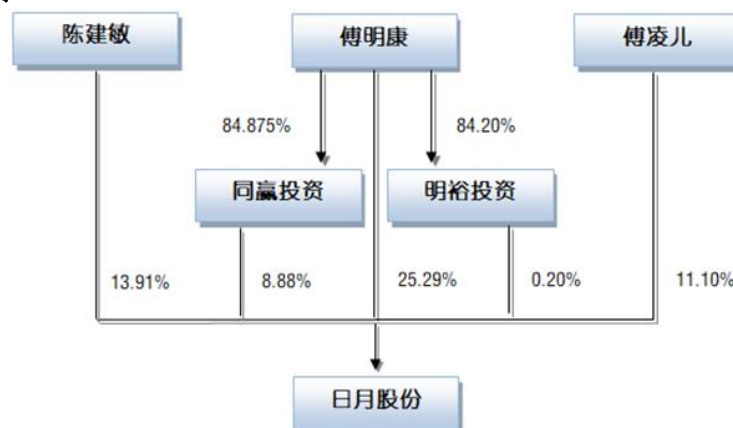 陈建敏
傅明康
傅凌儿
84.875%
84.20%
同赢投资
明裕投资
13.91%
8.88%
25.29%
0.20%
11.10%
日月股份